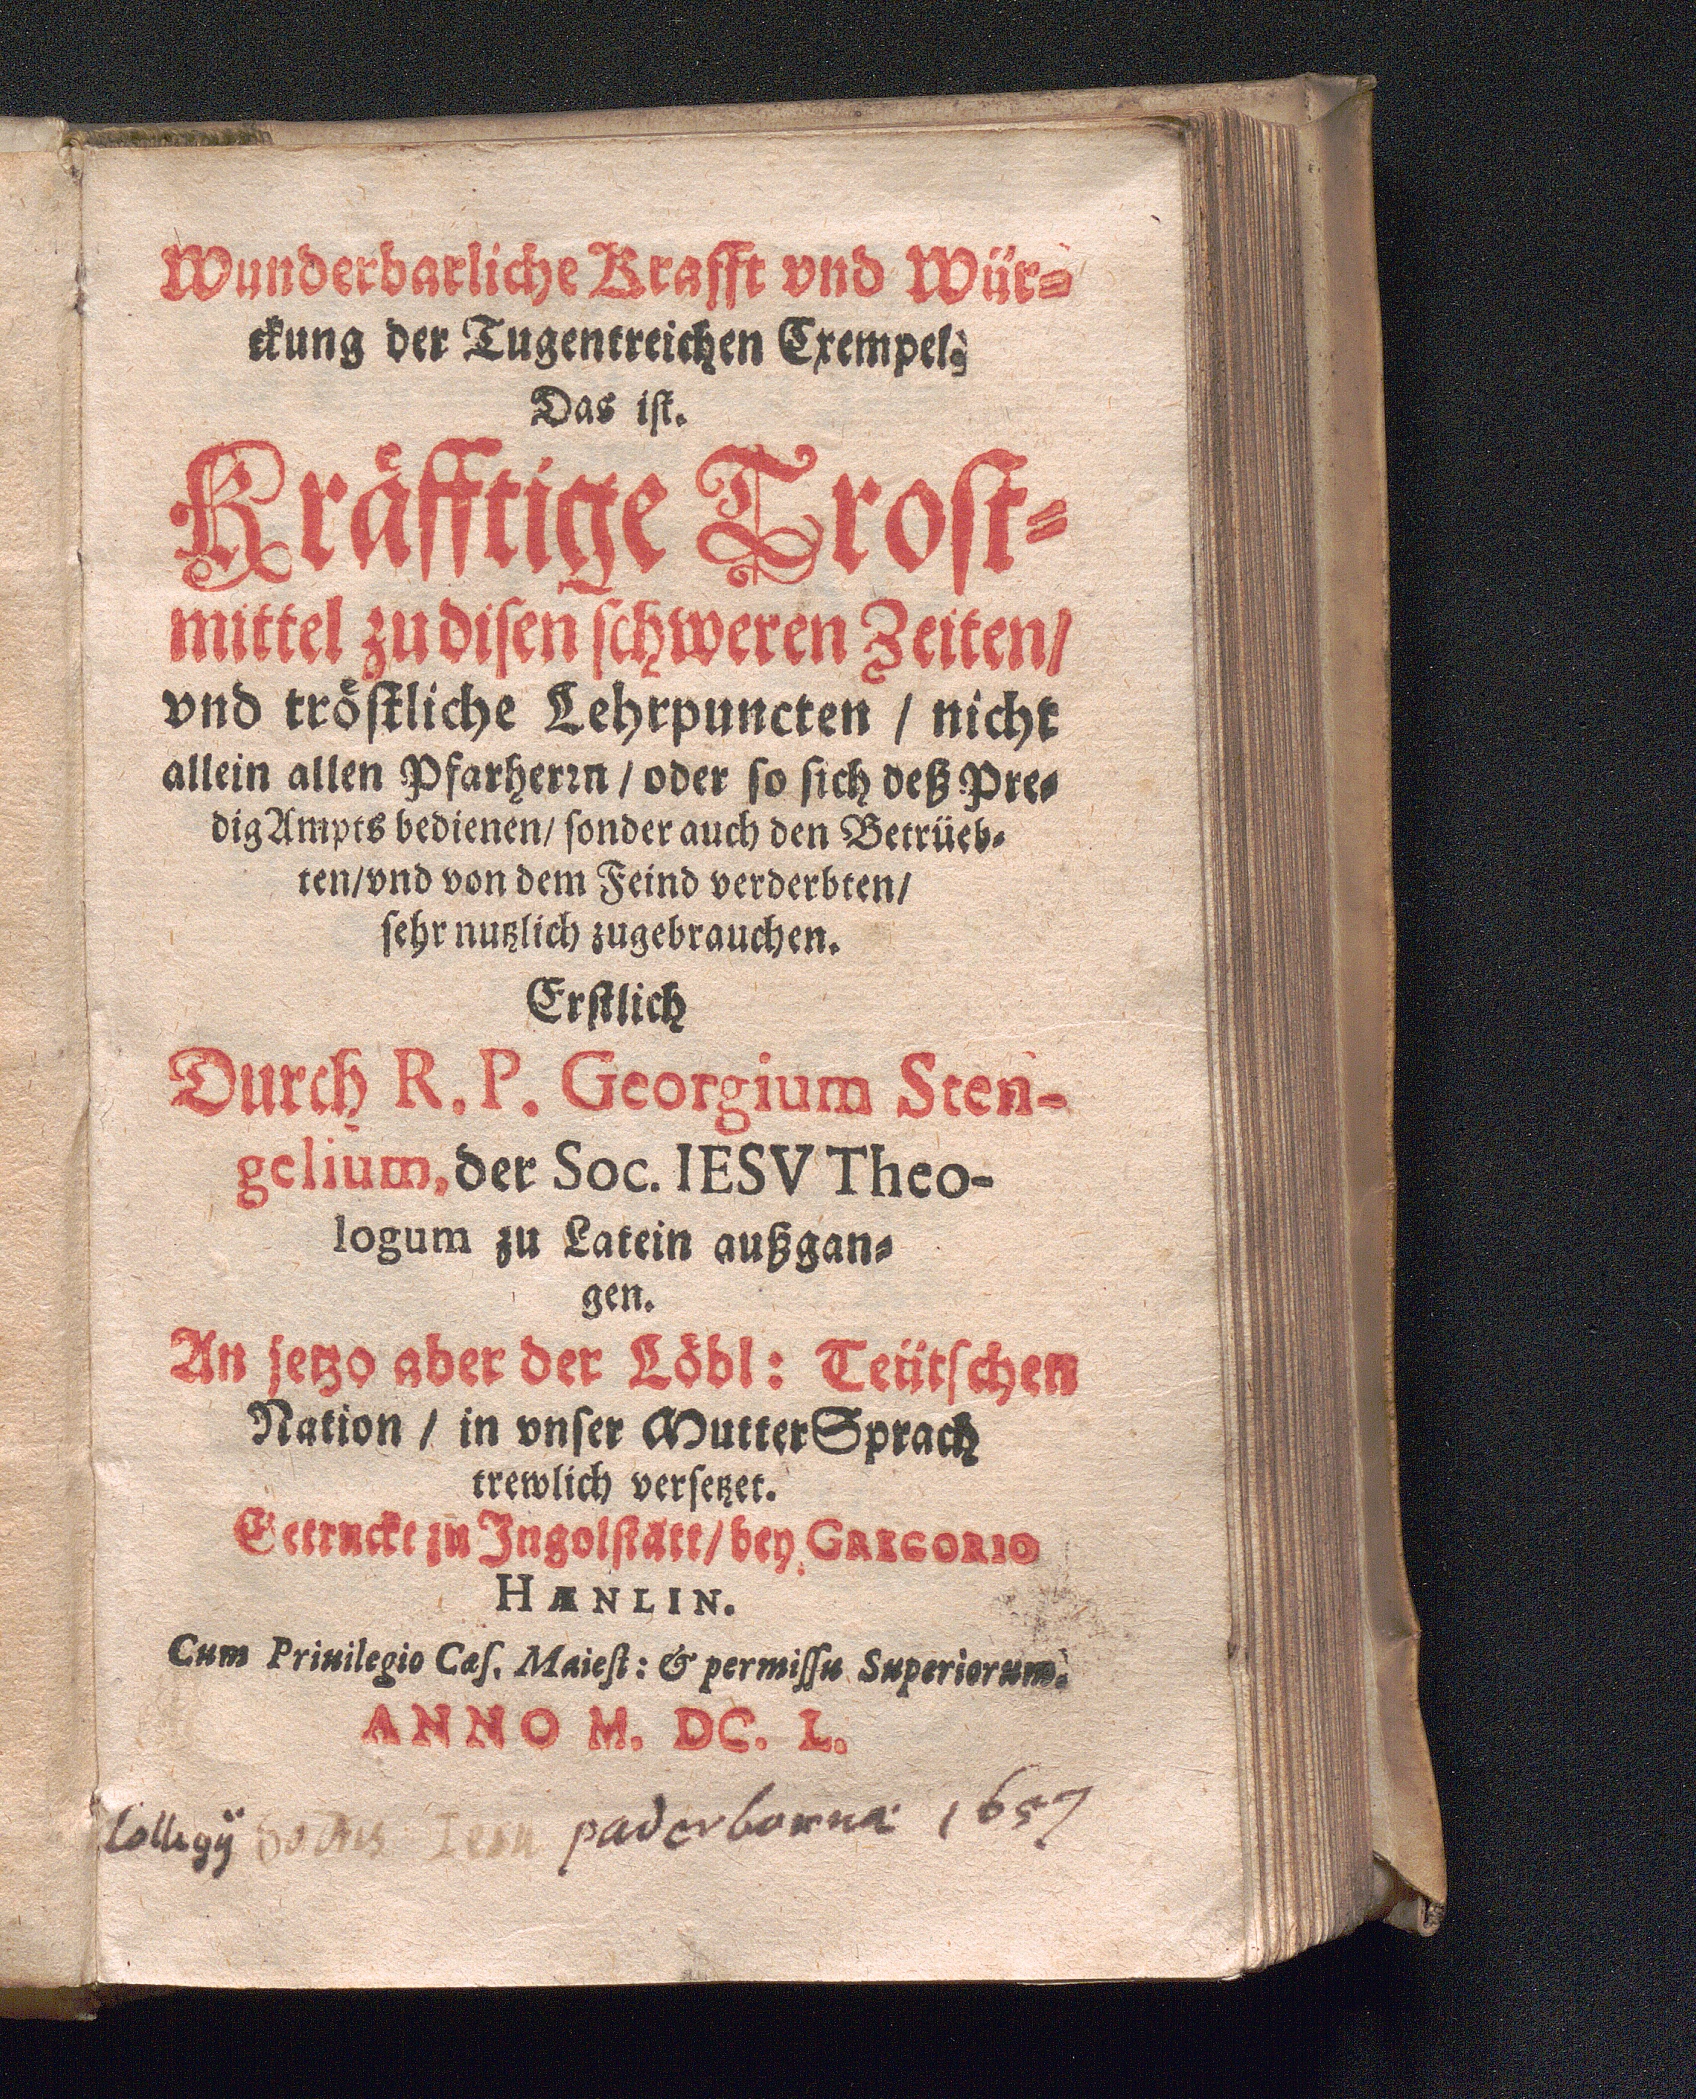 Wunderbarliche Krafft vnd Wür-
ckung der Tugentreichen Exempel.
Das ist.
Kräfftige Trost-
mittel zu disen schweren Zeiten/
vnd tröstliche Lehrpuncten / nicht
allein allen Pfarherrn / oder so sich deß Pre-
dig Ampts bedienen/ sonder auch den Betrüeb-
ten/vnd von dem Feind verderbten/
sehr nutzlich zugebrauchen.
Erstlich
Durch R. P. Georgium Sten-
gelium, der Soc. IESV Theo-
logum zu Latein außgan-
gen.
An jetzo aber der Löbl: Teütschen
Nation / in vnser Mutter Sprach
trewlich versetzet.
Getruckt zu Ingolstatt/ bey GREGORIO
HÆNLIN.
Cum Priuilegio Cæs. Maiest: & permissu Superiorum.
ANNO M. DC. L.
Collegij Soctis Iesu paderbornæ 1657